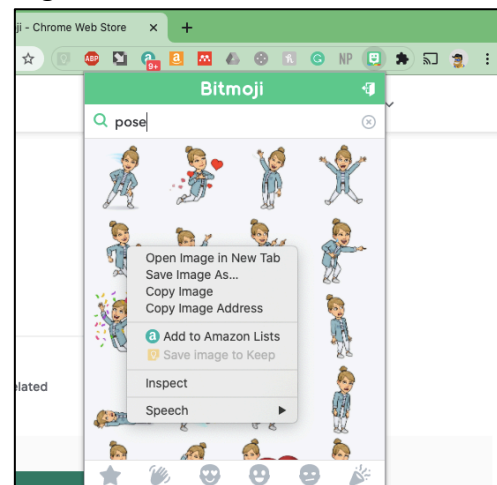 ji - Chrome Web Store
ABP 9+ a NP
Bitmoji
pose
Open Image in New Tab
Save Image As...
Copy Image
Copy Image Address
a Add to Amazon Lists
Save image to Keep
Inspect
elated
Speech